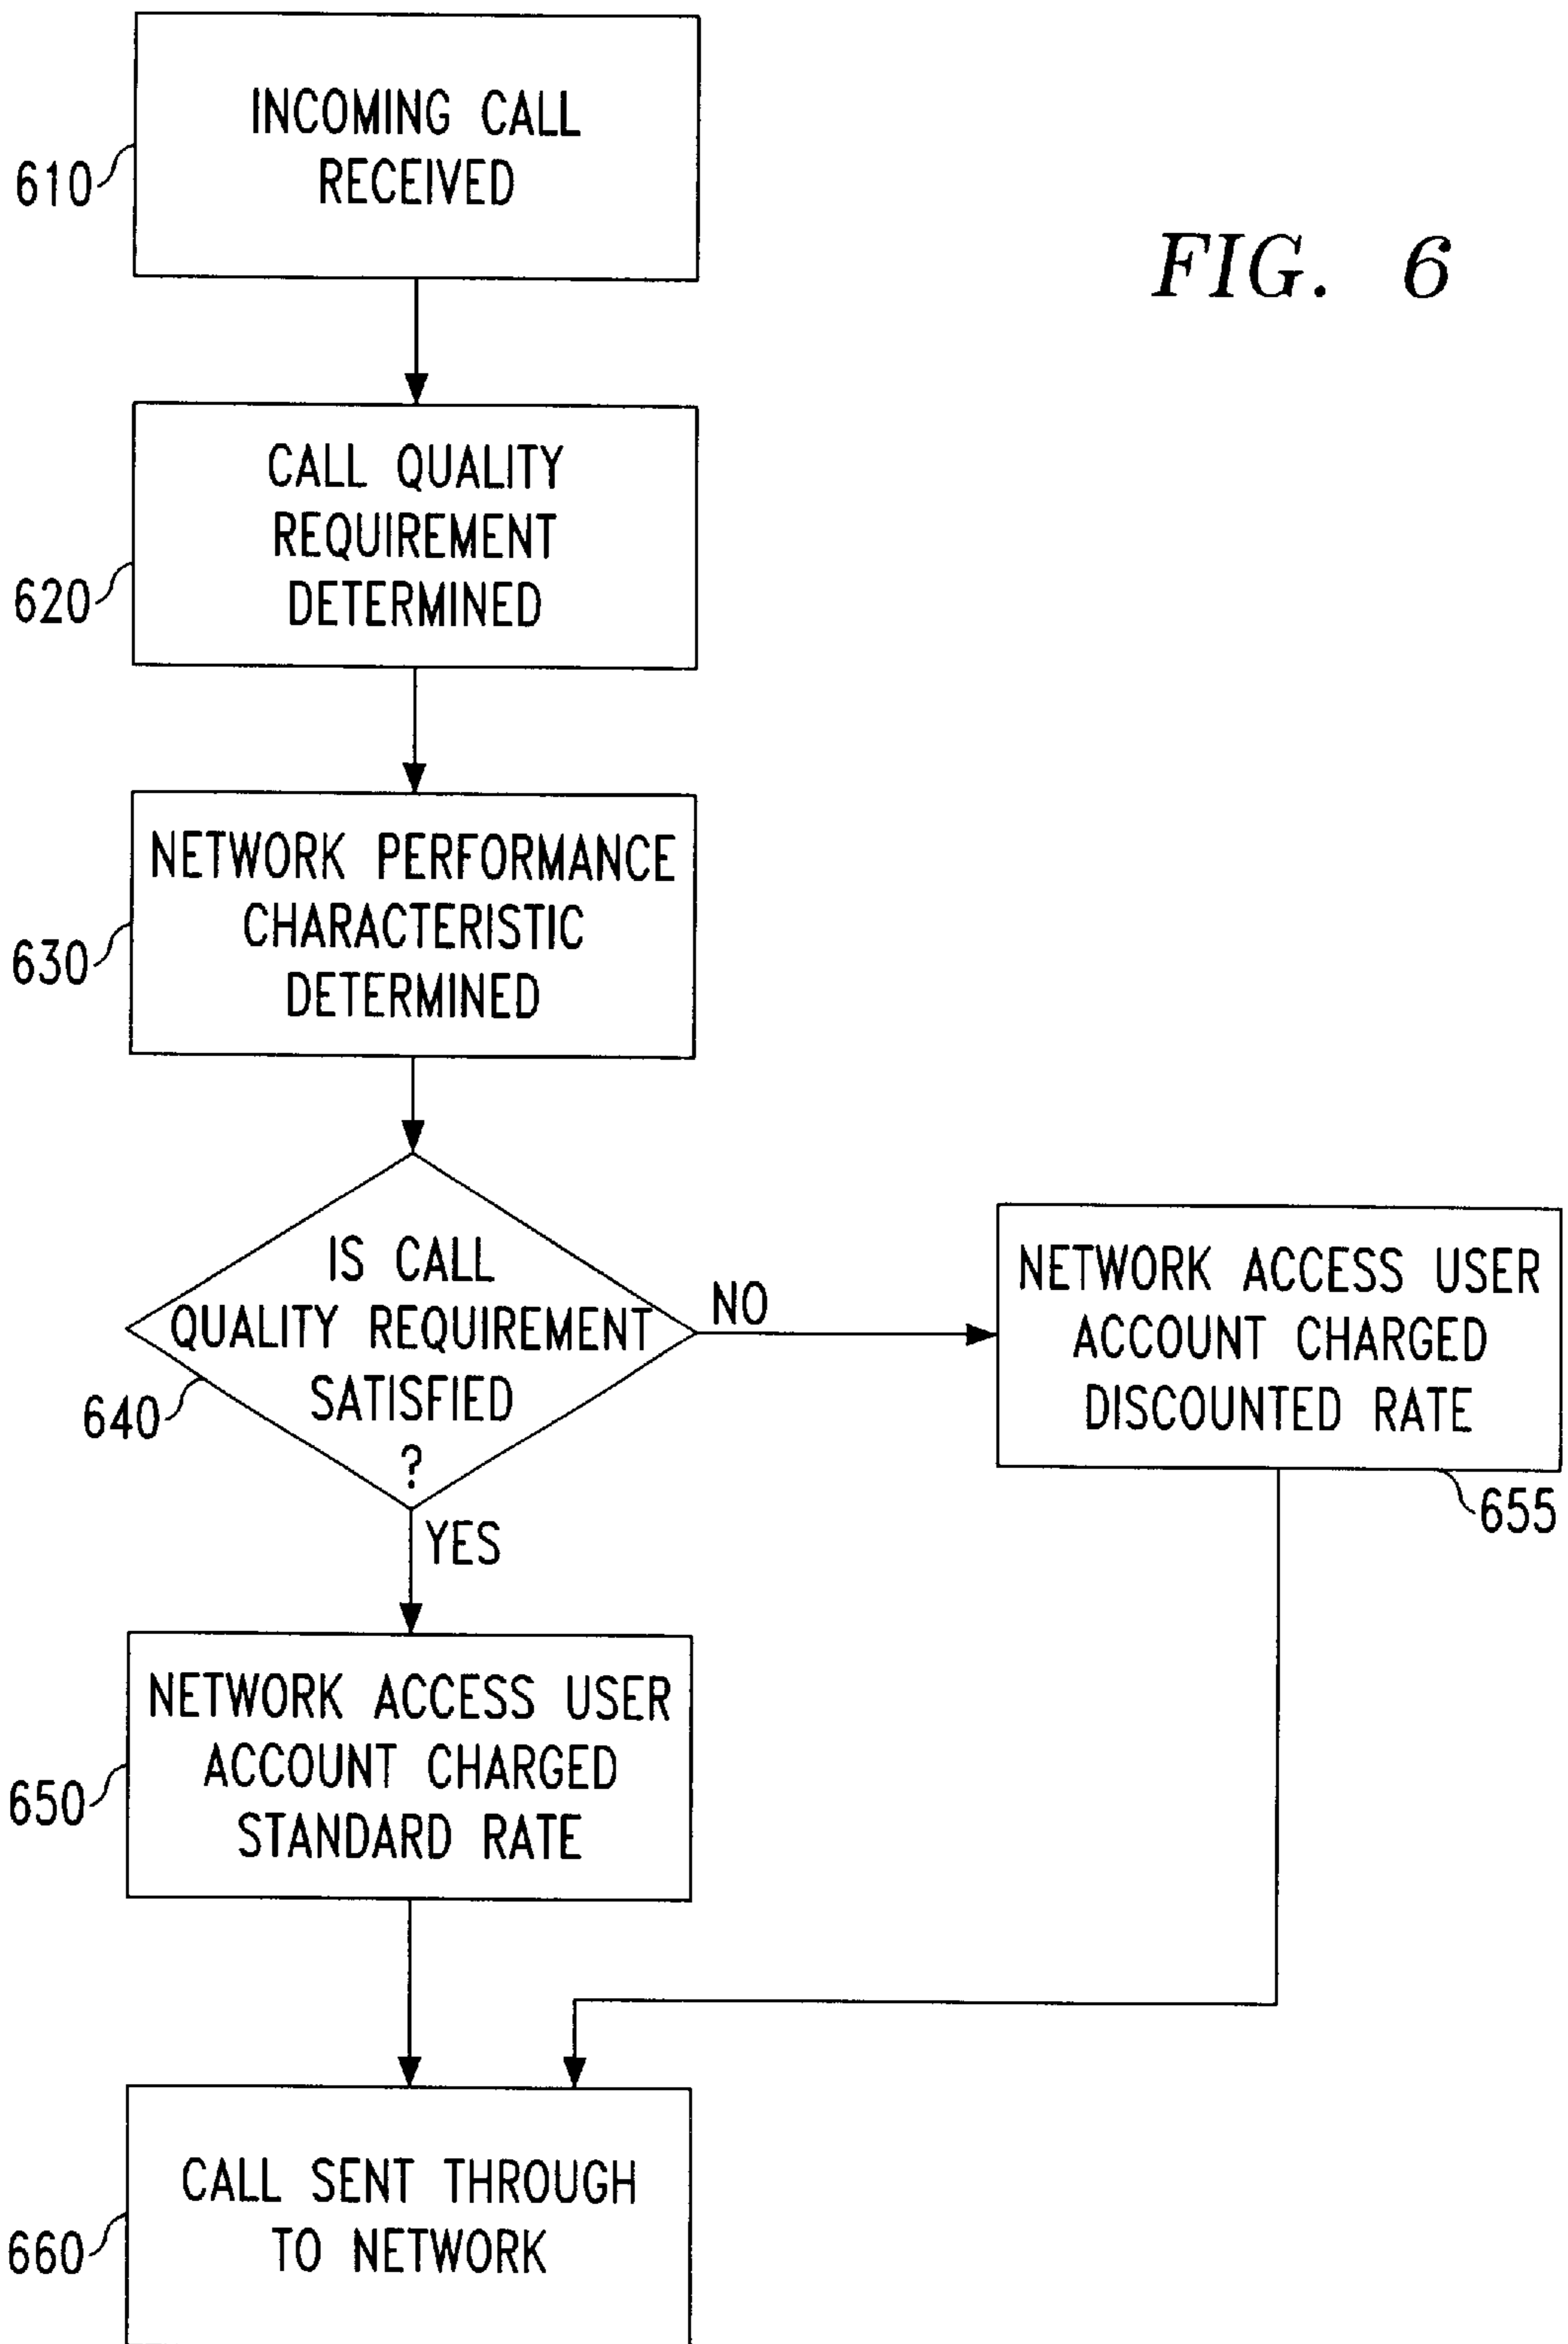 INCOMING CALL
RECEIVED
610
FIG. 6
CALL QUALITY
REQUIREMENT
DETERMINED
620
NETWORK PERFORMANCE
CHARACTERISTIC
DETERMINED
630
IS CALL
QUALITY REQUIREMENT
SATISFIED
?
640
NO
NETWORK ACCESS USER
ACCOUNT CHARGED
DISCOUNTED RATE
655
YES
NETWORK ACCESS USER
ACCOUNT CHARGED
STANDARD RATE
650
CALL SENT THROUGH
TO NETWORK
660